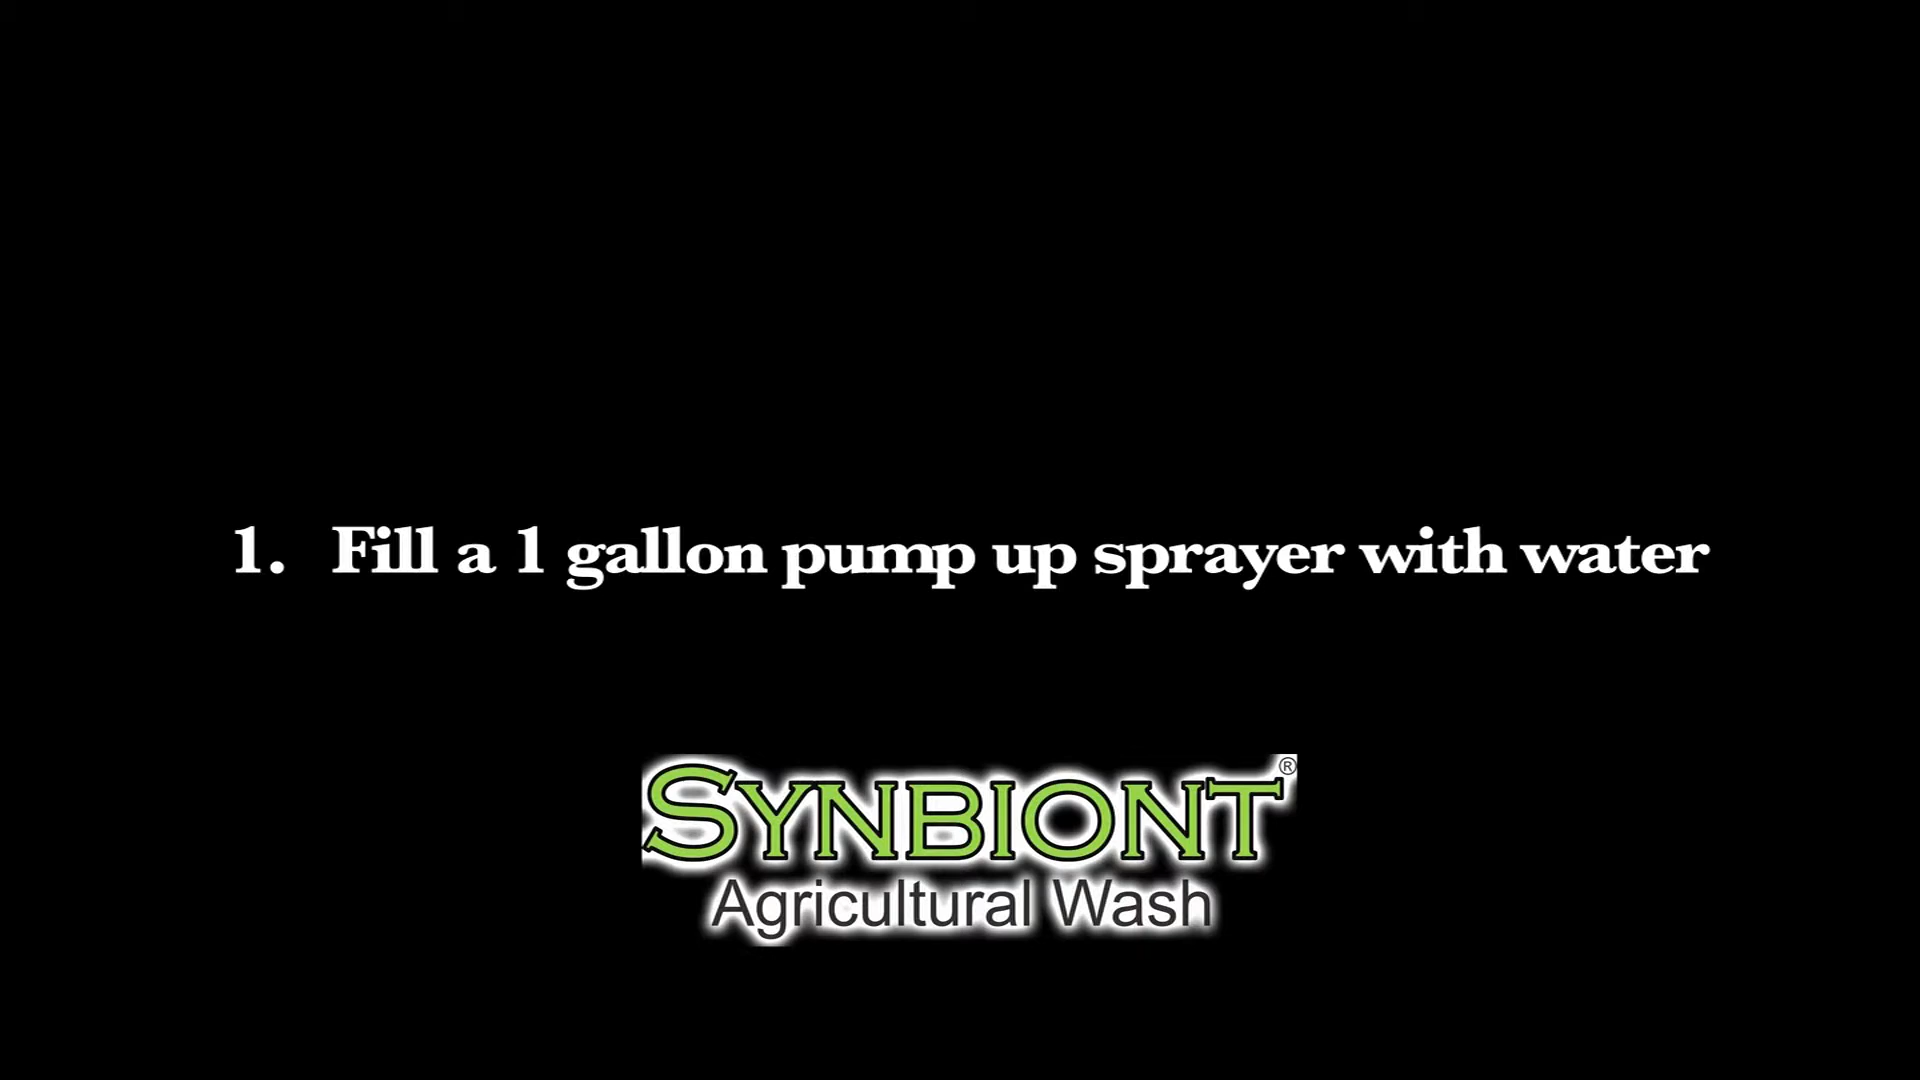 1. Fill a 1 gallon pump up sprayer with water
SYNBIONT®
Agricultural Wash